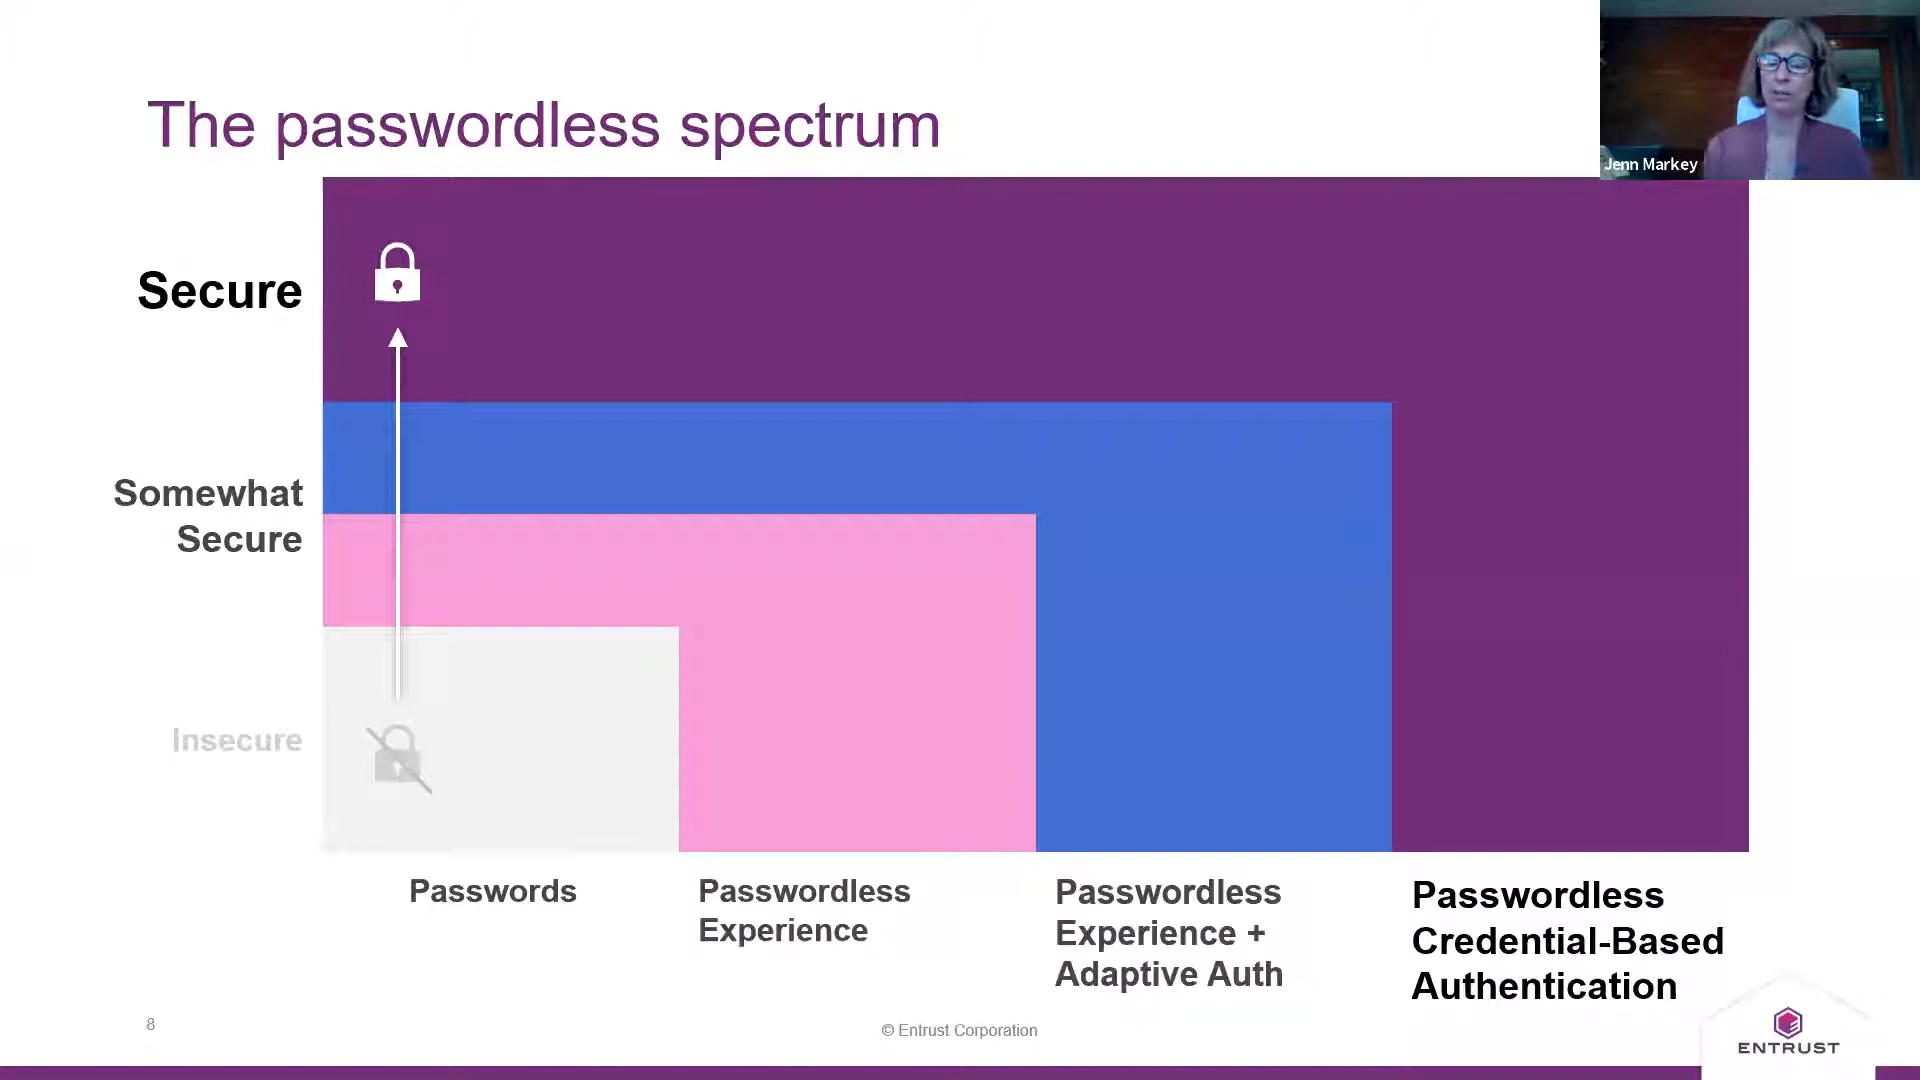 The passwordless spectrum
Jenn Markey
Secure
Somewhat
Secure
Insecure
Passwords
Passwordless
Experience
Passwordless
Experience +
Adaptive Auth
Passwordless
Credential-Based
Authentication
8
© Entrust Corporation
ENTRUST